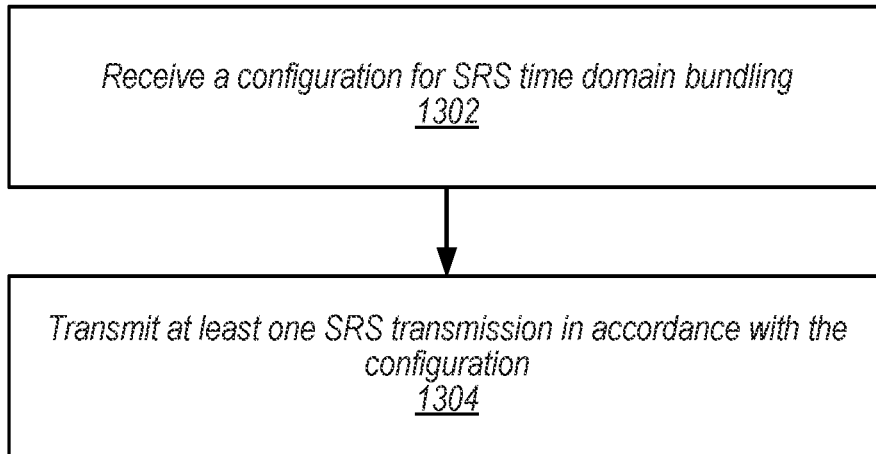 Receive a configuration for SRS time domain bundling
1302
Transmit at least one SRS transmission in accordance with the
configuration
1304